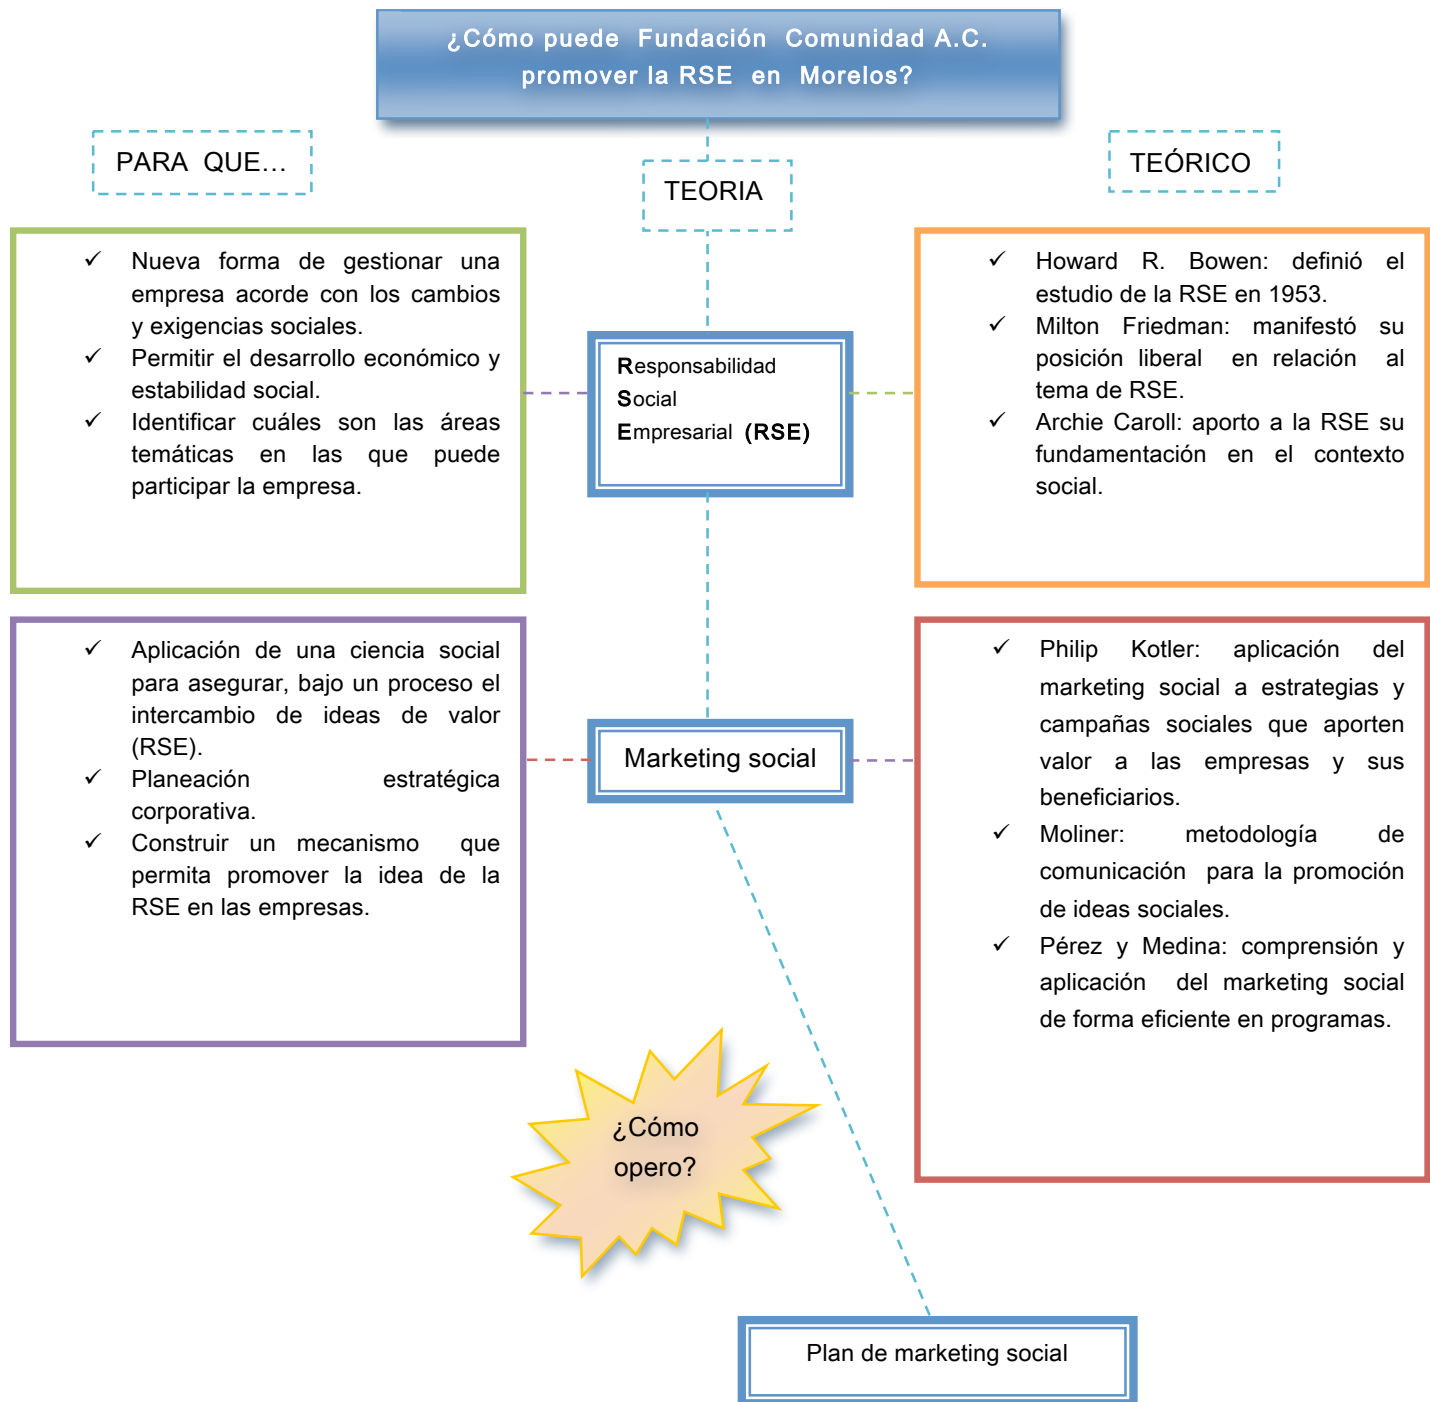 ¿Cómo puede Fundación Comunidad A.C.
promover la RSE en Morelos?
PARA QUE...
TEORIA
TEÓRICO
✓ Nueva forma de gestionar una
empresa acorde con los cambios
y exigencias sociales.
✓ Permitir el desarrollo económico y
estabilidad social.
✓ Identificar cuáles son las áreas
temáticas en las que puede
participar la empresa.
Responsabilidad
Social
Empresarial (RSE)
✓ Howard R. Bowen: definió el
estudio de la RSE en 1953.
✓ Milton Friedman: manifestó su
posición liberal en relación al
tema de RSE.
✓ Archie Caroll: aporto a la RSE su
fundamentación en el contexto
social.
✓ Aplicación de una ciencia social
para asegurar, bajo un proceso el
intercambio de ideas de valor
(RSE).
✓ Planeación estratégica
corporativa.
✓ Construir un mecanismo que
permita promover la idea de la
RSE en las empresas.
Marketing social
✓ Philip Kotler: aplicación del
marketing social a estrategias y
campañas sociales que aporten
valor a las empresas y sus
beneficiarios.
✓ Moliner: metodología de
comunicación para la promoción
de ideas sociales.
✓ Pérez y Medina: comprensión y
aplicación del marketing social
de forma eficiente en programas.
¿Cómo
opero?
Plan de marketing social